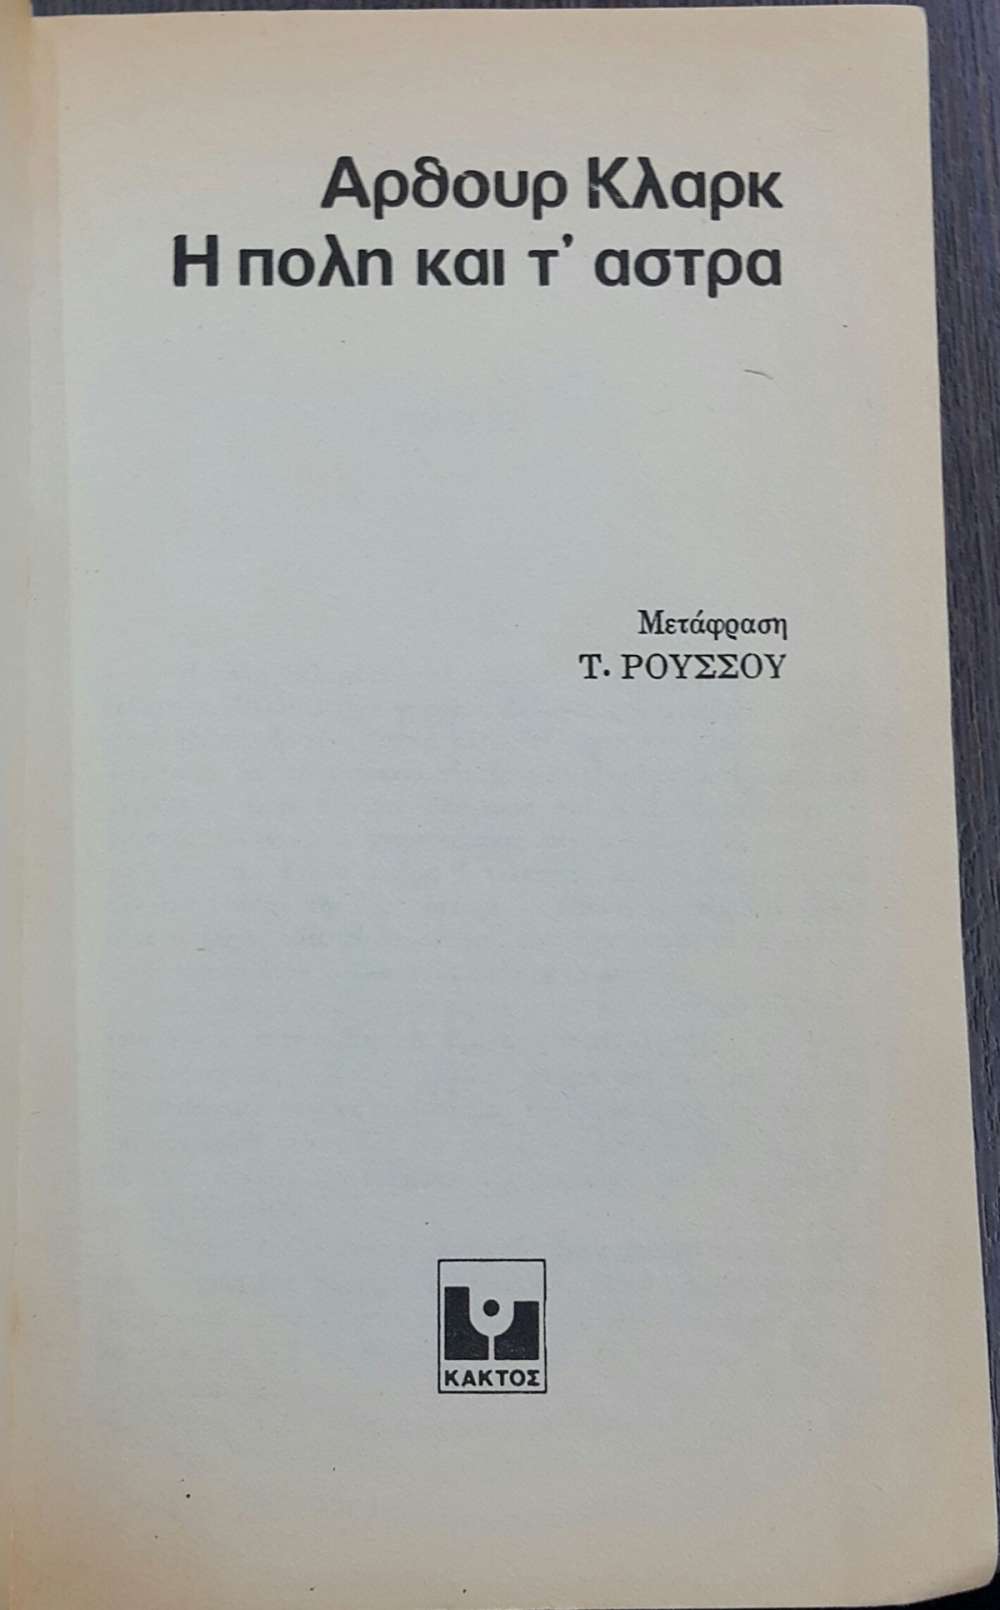 Αρθουρ Κλαρκ
Η πολη και τ' αστρα
Μετάφραση
Τ. ΡΟΥΣΣΟΥ
ΚΑΚΤΟΣ